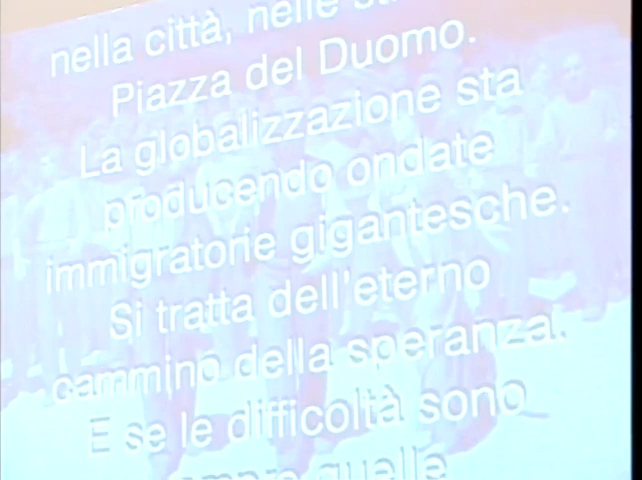 nella città, nelle
Piazza del Duomo.
La globalizzazione sta
producendo ondate
immigratorie gigantesche.
Si tratta dell'eterno
cammino della speranza.
E se le difficoltà sono
quelle